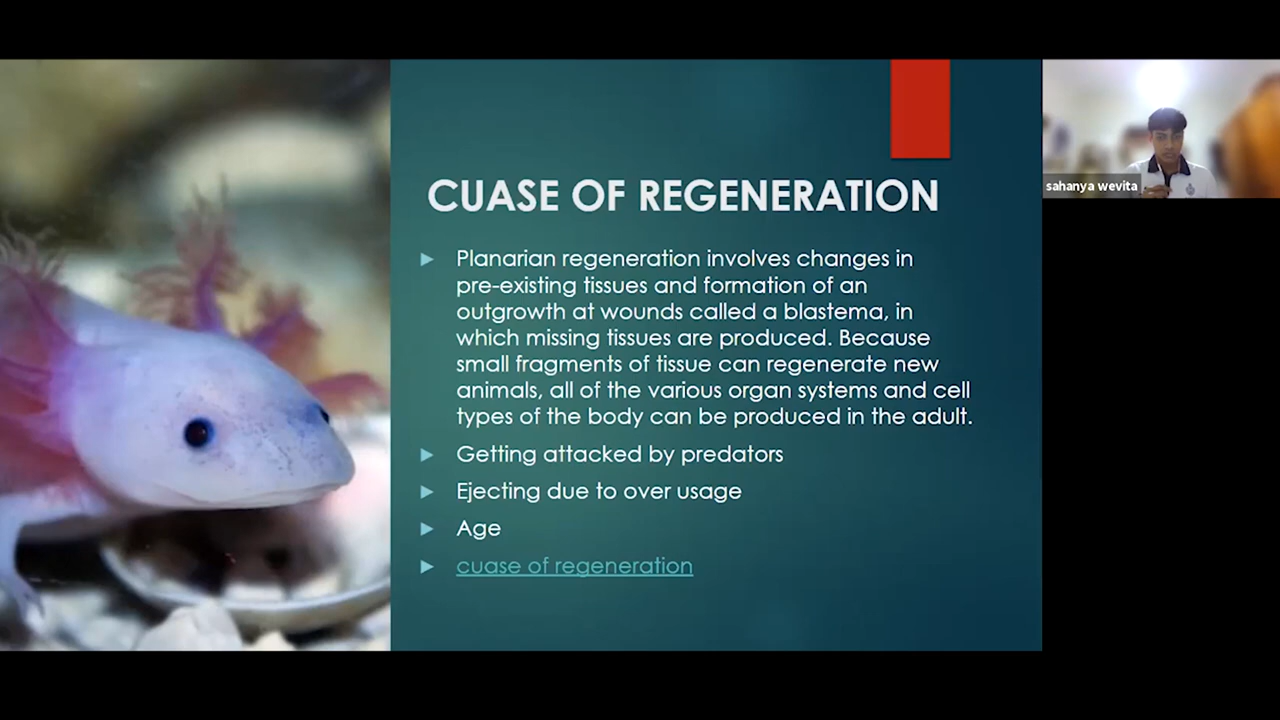 CUASE OF REGENERATION
Planarian regeneration involves changes in
pre-existing tissues and formation of an
outgrowth at wounds called a blastema, in
which missing tissues are produced. Because
small fragments of tissue can regenerate new
animals, all of the various organ systems and cell
types of the body can be produced in the adult.
Getting attacked by predators
Ejecting due to over usage
Age
cuase of regeneration
sahanya wevita